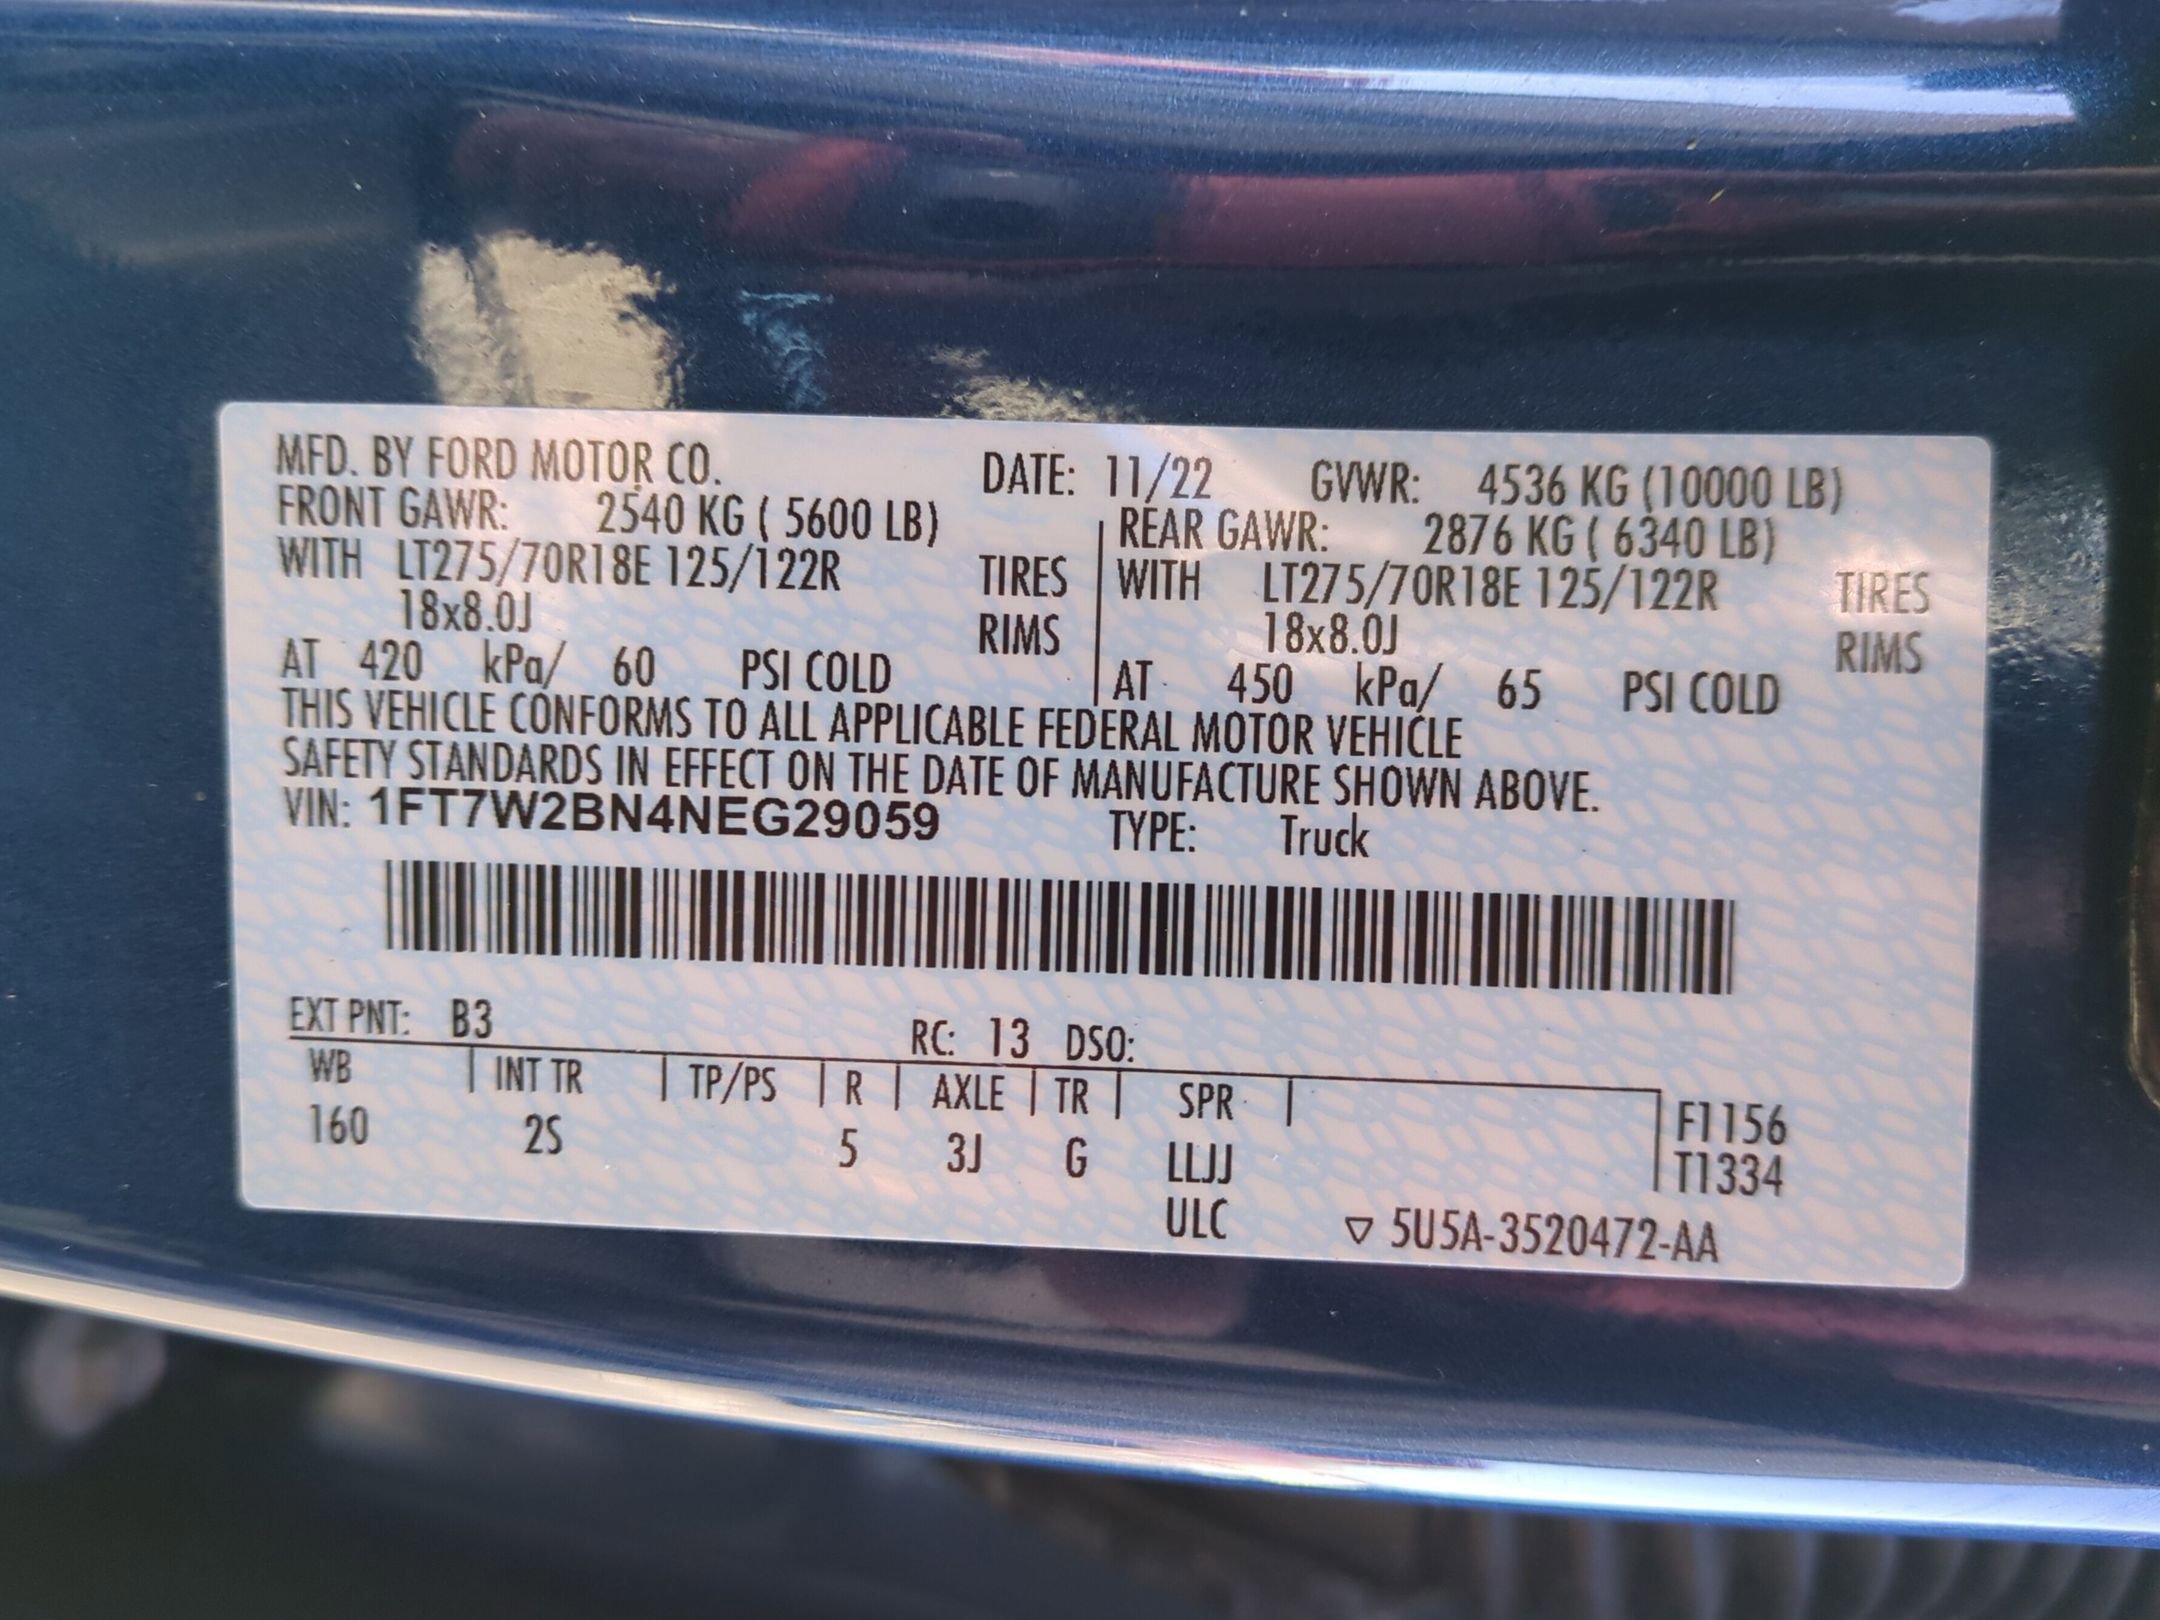 MFD. BY FORD MOTOR CO. DATE: 11/22 GVWR: 4536 KG (10000 LB)
FRONT GAWR: 2540 KG ( 5600 LB) REAR GAWR: 2876 KG ( 6340 LB)
WITH LT275/70R18E 125/122R TIRES WITH LT275/70R18E 125/122R TIRES
18x8.0J RIMS 18x8.0J RIMS
AT 420 kPa/ 60 PSI COLD AT 450 kPa/ 65 PSI COLD
THIS VEHICLE CONFORMS TO ALL APPLICABLE FEDERAL MOTOR VEHICLE
SAFETY STANDARDS IN EFFECT ON THE DATE OF MANUFACTURE SHOWN ABOVE.
VIN: 1FT7W2BN4NEG29059 TYPE: Truck
EXT PNT: B3 RC: 13 DSO:
WB INT TR TP/PS R AXLE TR SPR F1156
160 2S 5 3J G LLJJ T1334
ULC ▽ 5U5A-3520472-AA